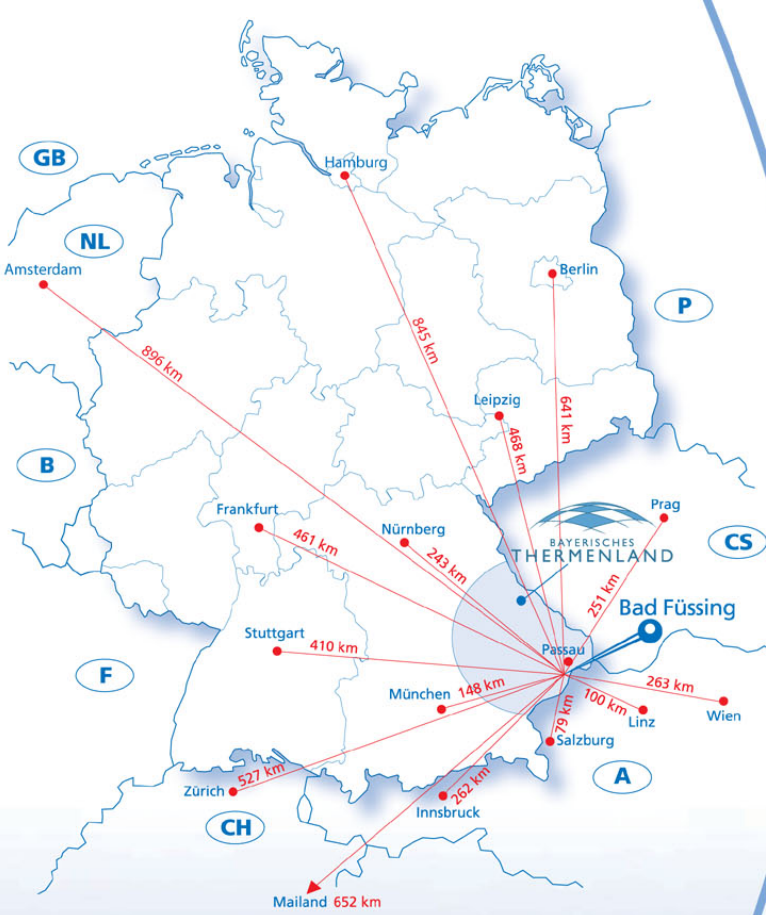 GB
Hamburg
NL
Amsterdam
Berlin
P
845 km
896 km
Leipzig
641 km
468 km
B
Frankfurt
Prag
461 km
Nürnberg
243 km
BAYERISCHES
THERMENLAND
CS
251 km
Bad Füssing
Stuttgart
410 km
Passau
F
München
148 km
263 km
100 km
Linz
Wien
79 km
Salzburg
A
Zürich
527 km
262 km
Innsbruck
CH
Mailand 652 km